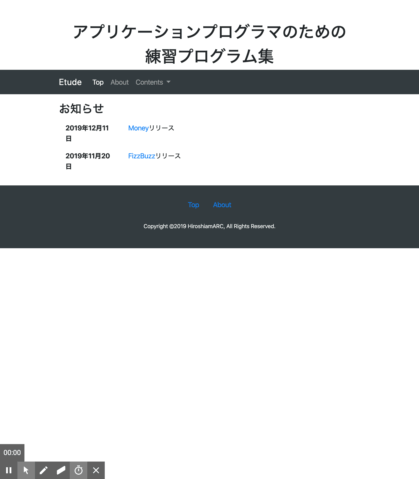 アプリケーションプログラマのための
練習プログラム集
Etude Top About Contents
お知らせ
2019年12月11 Moneyリリース
日
2019年11月20 FizzBuzzリリース
日
Top About
Copyright ©2019 HiroshiamARC, All Rights Reserved.
00:00